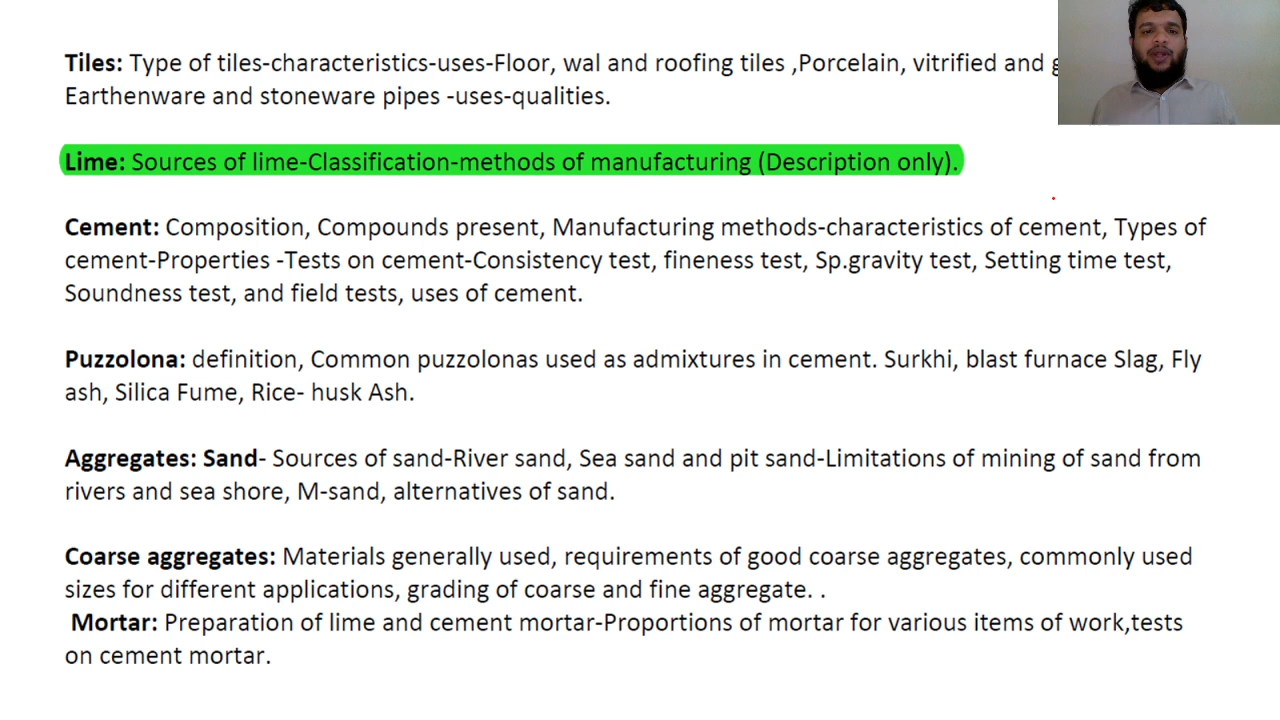 Tiles: Type of tiles-characteristics-uses-Floor, wal and roofing tiles ,Porcelain, vitrified and
Earthenware and stoneware pipes -uses-qualities.
Lime: Sources of lime-Classification-methods of manufacturing (Description only).
Cement: Composition, Compounds present, Manufacturing methods-characteristics of cement, Types of
cement-Properties -Tests on cement-Consistency test, fineness test, Sp.gravity test, Setting time test,
Soundness test, and field tests, uses of cement.
Puzzolona: definition, Common puzzolonas used as admixtures in cement. Surkhi, blast furnace Slag, Fly
ash, Silica Fume, Rice- husk Ash.
Aggregates: Sand- Sources of sand-River sand, Sea sand and pit sand-Limitations of mining of sand from
rivers and sea shore, M-sand, alternatives of sand.
Coarse aggregates: Materials generally used, requirements of good coarse aggregates, commonly used
sizes for different applications, grading of coarse and fine aggregate. .
Mortar: Preparation of lime and cement mortar-Proportions of mortar for various items of work,tests
on cement mortar.